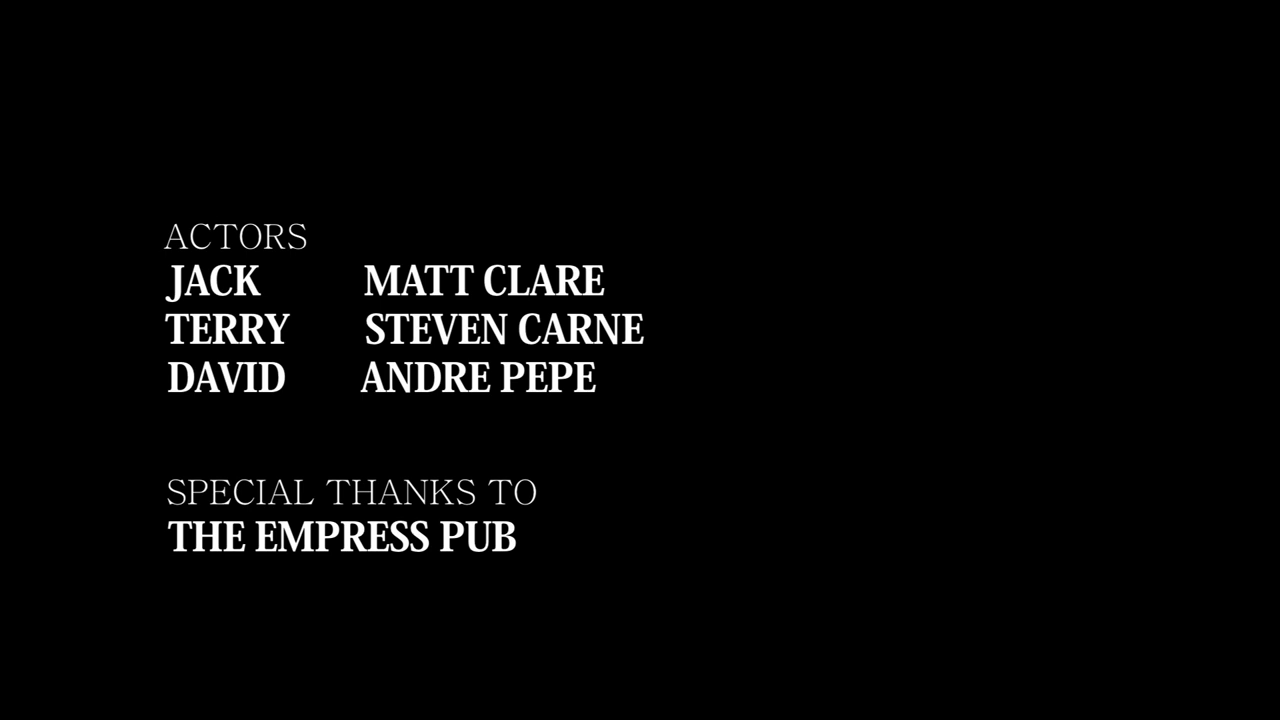 ACTORS
JACK MATT CLARE
TERRY STEVEN CARNE
DAVID ANDRE PEPE
SPECIAL THANKS TO
THE EMPRESS PUB